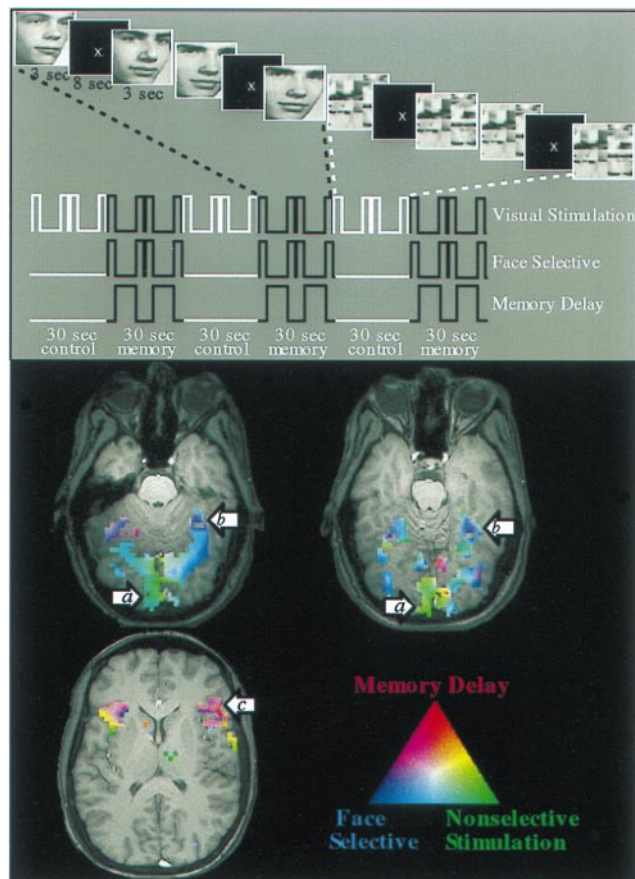 3 sec
8 sec
3 sec
x
x
x
x
Visual Stimulation
Face Selective
Memory Delay
30 sec 30 sec 30 sec 30 sec 30 sec 30 sec
control memory control memory control memory
b
a
b
a
c
Memory Delay
Face Nonselective
Selective Stimulation